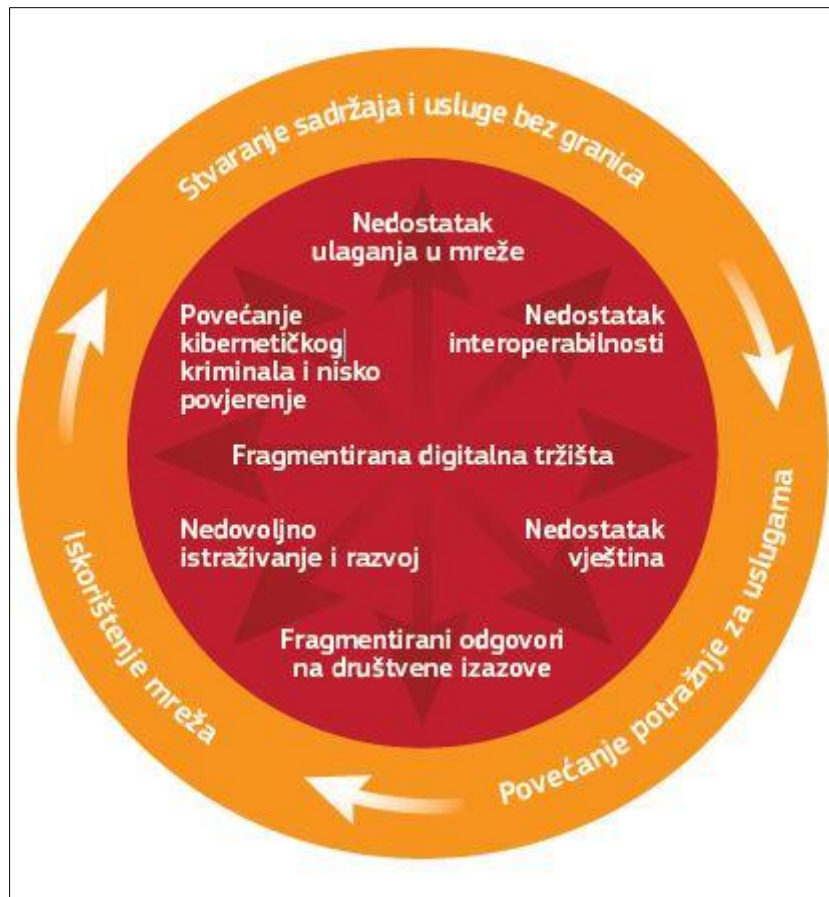 Stvaranje sadržaja i usluge bez granica
Nedostatak
ulaganja u mreže
Povećanje
kibernetičkog
kriminala i nisko
povjerenje
Nedostatak
interoperabilnosti
Fragmentirana digitalna tržišta
Nedovoljno
istraživanje i razvoj
Nedostatak
vještina
Fragmentirani odgovori
na društvene izazove
Povećanje potražnje za uslugama
Iskorištenje mreža